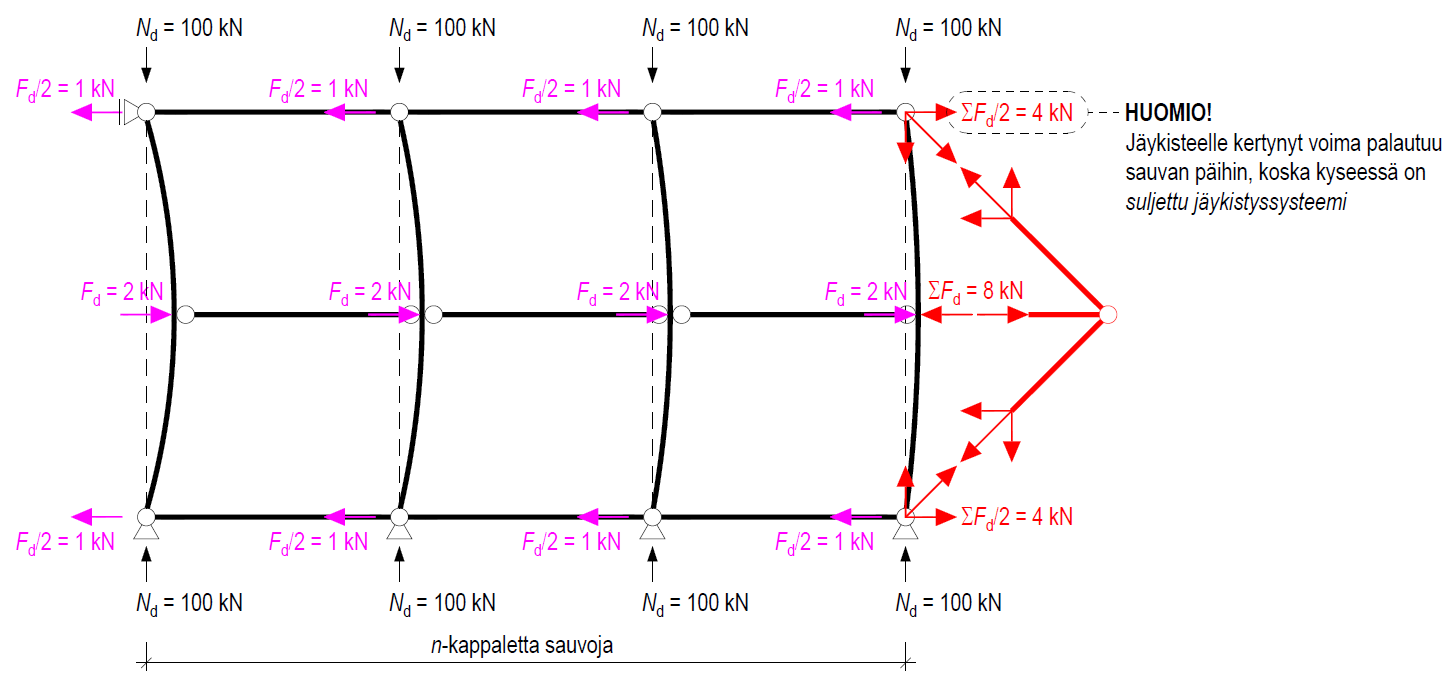 Nd = 100 kN
Nd = 100 kN
Nd = 100 kN
Nd = 100 kN
Fd/2 = 1 kN
Fd/2 = 1 kN
Fd/2 = 1 kN
Fd/2 = 1 kN
ΣFd/2 = 4 kN
HUOMIO!
Jäykisteelle kertynyt voima palautuu
sauvan päihin, koska kyseessä on
suljettu jäykistyssysteemi
Fd = 2 kN
Fd = 2 kN
Fd = 2 kN
Fd = 2 kN
ΣFd = 8 kN
ΣFd/2 = 4 kN
Fd/2 = 1 kN
Fd/2 = 1 kN
Fd/2 = 1 kN
Fd/2 = 1 kN
Nd = 100 kN
Nd = 100 kN
Nd = 100 kN
Nd = 100 kN
n-kappaletta sauvoja